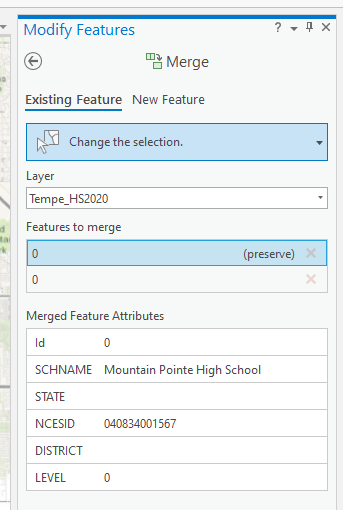 Modify Features
?
Merge
Existing Feature New Feature
Change the selection.
Layer
Tempe_HS2020
Features to merge
0 (preserve)
0
Merged Feature Attributes
Id 0
SCHNAME Mountain Pointe High School
STATE
NCESID 040834001567
DISTRICT
LEVEL 0